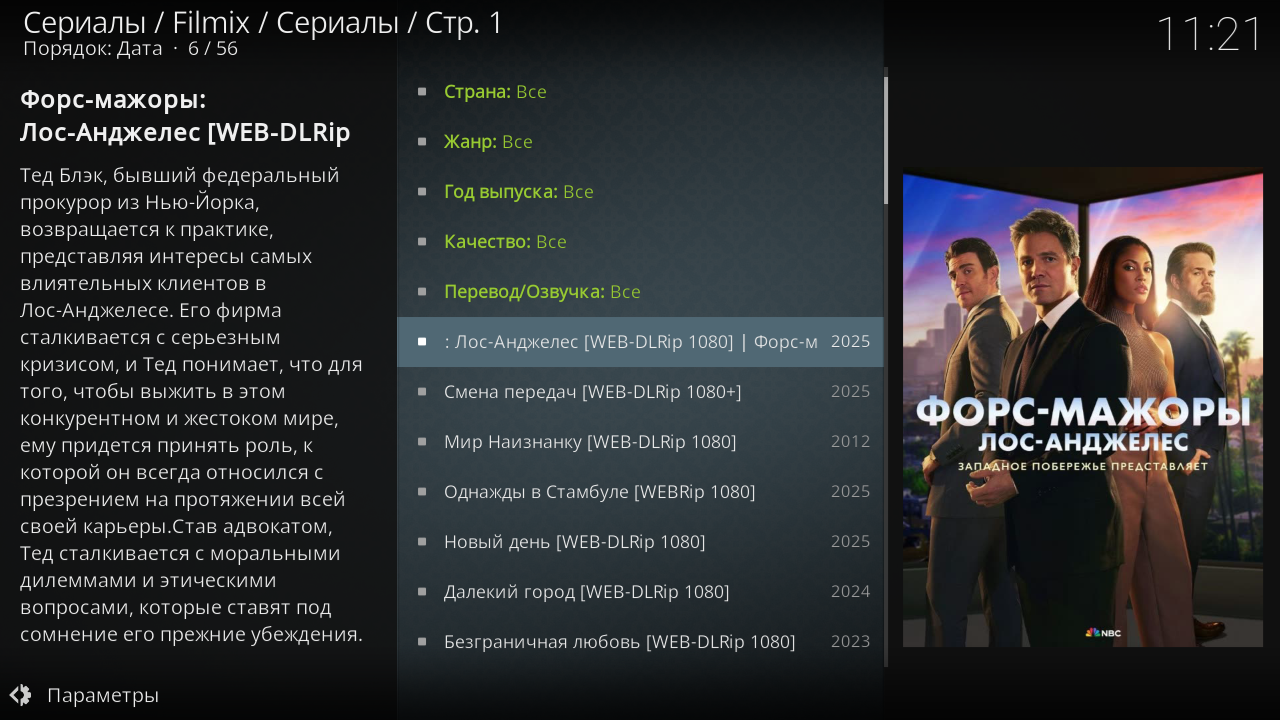 Сериалы / Filmix / Сериалы / Стр. 1
Порядок: Дата · 6 / 56
11:21
Форс-мажоры:
Лос-Анджелес [WEB-DLRip
Тед Блэк, бывший федеральный
прокурор из Нью-Йорка,
возвращается к практике,
представляя интересы самых
влиятельных клиентов в
Лос-Анджелесе. Его фирма
сталкивается с серьезным
кризисом, и Тед понимает, что для
того, чтобы выжить в этом
конкурентном и жестоком мире,
ему придется принять роль, к
которой он всегда относился с
презрением на протяжении всей
своей карьеры.Став адвокатом,
Тед сталкивается с моральными
дилеммами и этическими
вопросами, которые ставят под
сомнение его прежние убеждения.
Параметры
Страна: Все
Жанр: Все
Год выпуска: Все
Качество: Все
Перевод/Озвучка: Все
: Лос-Анджелес [WEB-DLRip 1080] | Форс-м 2025
Смена передач [WEB-DLRip 1080+] 2025
Мир Наизнанку [WEB-DLRip 1080] 2012
Однажды в Стамбуле [WEBRip 1080] 2025
Новый день [WEB-DLRip 1080] 2025
Далекий город [WEB-DLRip 1080] 2024
Безграничная любовь [WEB-DLRip 1080] 2023
ФОРС-МАЖОРЫ
ЛОС-АНДЖЕЛЕС
ЗАПАДНОЕ ПОБЕРЕЖЬЕ ПРЕДСТАВЛЯЕТ
NBC